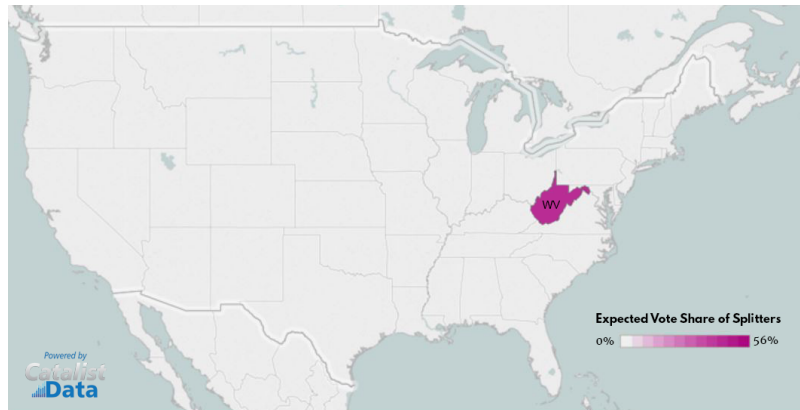 WV
Expected Vote Share of Splitters
0% 56%
Powered by
Catalist
Data